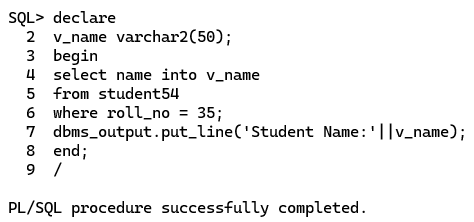 SQL> declare
  2  v_name varchar2(50);
  3  begin
  4  select name into v_name
  5  from student54
  6  where roll_no = 35;
  7  dbms_output.put_line('Student Name:'||v_name);
  8  end;
  9  /
PL/SQL procedure successfully completed.